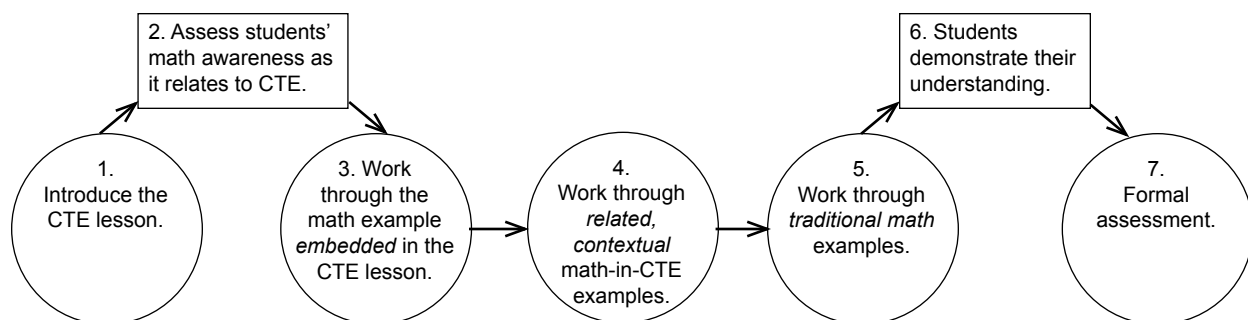 1.
Introduce the
CTE lesson.
2. Assess students’
math awareness as
it relates to CTE.
3. Work
through the
math example
embedded in the
CTE lesson.
4.
Work through
related,
contextual
math-in-CTE
examples.
5.
Work through
traditional math
examples.
6. Students
demonstrate their
understanding.
7.
Formal
assessment.